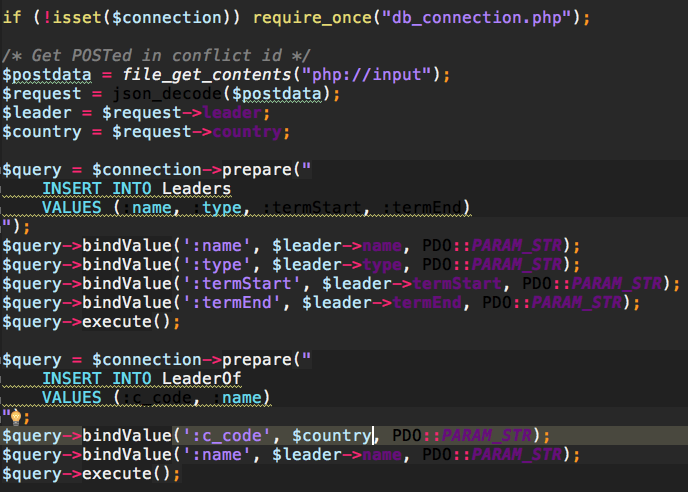 if (!isset($connection)) require_once("db_connection.php");
/* Get POSTed in conflict id */
$postdata = file_get_contents("php://input");
$request = json_decode($postdata);
$leader = $request->leader;
$country = $request->country;
$query = $connection->prepare("
INSERT INTO Leaders
VALUES (:name, :type, :termStart, :termEnd)
");
$query->bindValue(':name', $leader->name, PDO::PARAM_STR);
$query->bindValue(':type', $leader->type, PDO::PARAM_STR);
$query->bindValue(':termStart', $leader->termStart, PDO::PARAM_STR);
$query->bindValue(':termEnd', $leader->termEnd, PDO::PARAM_STR);
$query->execute();
$query = $connection->prepare("
INSERT INTO LeaderOf
VALUES (:c_code, :name)
");
$query->bindValue(':c_code', $country, PDO::PARAM_STR);
$query->bindValue(':name', $leader->name, PDO::PARAM_STR);
$query->execute();